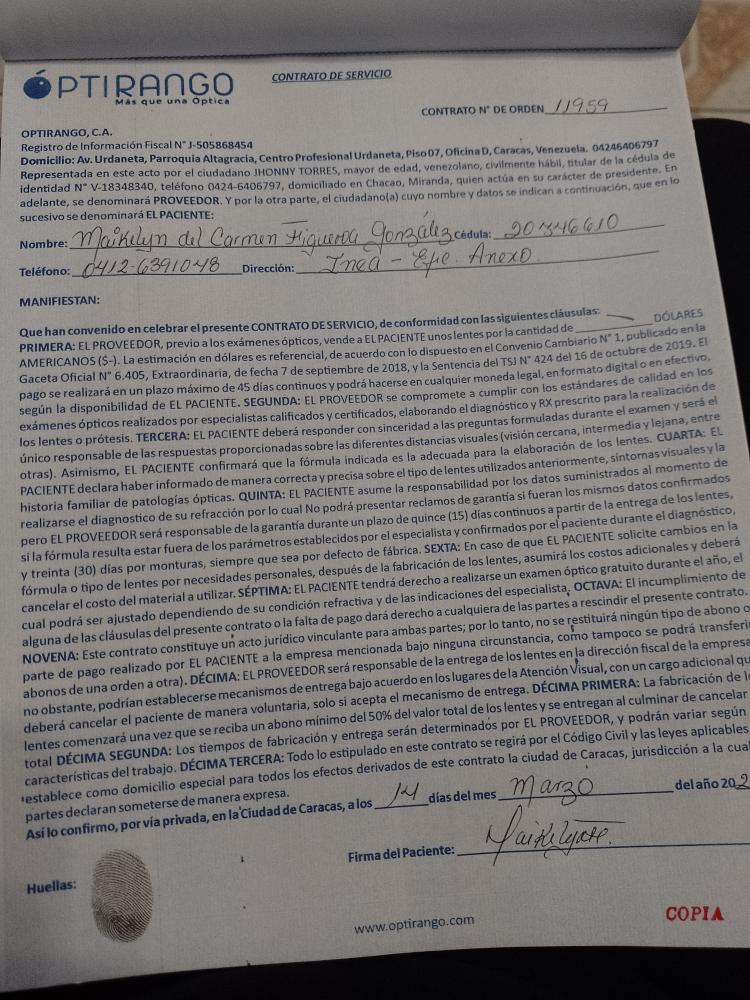 ÓPTIRANGO
Más que una Óptica
CONTRATO DE SERVICIO
CONTRATO N° DE ORDEN 11959
OPTIRANGO, C.A.
Registro de Información Fiscal N° J-505868454
Domicilio: Av. Urdaneta, Parroquia Altagracia, Centro Profesional Urdaneta, Piso 07, Oficina D, Caracas, Venezuela. 04246406797
Representada en este acto por el ciudadano JHONNY TORRES, mayor de edad, venezolano, civilmente hábil, titular de la cédula de
identidad N° V-18348340, teléfono 0424-6406797, domiciliado en Chacao, Miranda, quien actúa en su carácter de presidente. En
adelante, se denominará PROVEEDOR. Y por la otra parte, el ciudadano(a) cuyo nombre y datos se indican a continuación, que en lo
sucesivo se denominará EL PACIENTE:
Nombre: Maikelyn del Carmen Figueroa González Cédula: 20346610
Teléfono: 0412-6391048 Dirección: Inea - Efic. Anexo.
MANIFIESTAN:
Que han convenido en celebrar el presente CONTRATO DE SERVICIO, de conformidad con las siguientes cláusulas:
PRIMERA: EL PROVEEDOR, previo a los exámenes ópticos, vende a EL PACIENTE unos lentes por la cantidad de DÓLARES
AMERICANOS ($-). La estimación en dólares es referencial, de acuerdo con lo dispuesto en el Convenio Cambiario N° 1, publicado en la
Gaceta Oficial N° 6.405, Extraordinaria, de fecha 7 de septiembre de 2018, y la Sentencia del TSJ N° 424 del 16 de octubre de 2019. El
pago se realizará en un plazo máximo de 45 días continuos y podrá hacerse en cualquier moneda legal, en formato digital o en efectivo,
según la disponibilidad de EL PACIENTE. SEGUNDA: EL PROVEEDOR se compromete a cumplir con los estándares de calidad en los
exámenes ópticos realizados por especialistas calificados y certificados, elaborando el diagnóstico y RX prescrito para la realización de
los lentes o prótesis. TERCERA: EL PACIENTE deberá responder con sinceridad a las preguntas formuladas durante el examen y será el
único responsable de las respuestas proporcionadas sobre las diferentes distancias visuales (visión cercana, intermedia y lejana, entre
otras). Asimismo, EL PACIENTE confirmará que la fórmula indicada es la adecuada para la elaboración de los lentes. CUARTA: EL
PACIENTE declara haber informado de manera correcta y precisa sobre el tipo de lentes utilizados anteriormente, síntomas visuales y la
historia familiar de patologías ópticas. QUINTA: EL PACIENTE asume la responsabilidad por los datos suministrados al momento de
realizarse el diagnostico de su refracción por lo cual No podrá presentar reclamos de garantía si fueran los mismos datos confirmados
pero EL PROVEEDOR será responsable de la garantía durante un plazo de quince (15) días continuos a partir de la entrega de los lentes,
si la fórmula resulta estar fuera de los parámetros establecidos por el especialista y confirmados por el paciente durante el diagnóstico,
y treinta (30) días por monturas, siempre que sea por defecto de fábrica. SEXTA: En caso de que EL PACIENTE solicite cambios en la
fórmula o tipo de lentes por necesidades personales, después de la fabricación de los lentes, asumirá los costos adicionales y deberá
cancelar el costo del material a utilizar. SÉPTIMA: EL PACIENTE tendrá derecho a realizarse un examen óptico gratuito durante el año, el
cual podrá ser ajustado dependiendo de su condición refractiva y de las indicaciones del especialista. OCTAVA: El incumplimiento de
alguna de las cláusulas del presente contrato o la falta de pago dará derecho a cualquiera de las partes a rescindir el presente contrato.
NOVENA: Este contrato constituye un acto jurídico vinculante para ambas partes; por lo tanto, no se restituirá ningún tipo de abono o
parte de pago realizado por EL PACIENTE a la empresa mencionada bajo ninguna circunstancia, como tampoco se podrá transferir
abonos de una orden a otra). DÉCIMA: EL PROVEEDOR será responsable de la entrega de los lentes en la dirección fiscal de la empresa
no obstante, podrían establecerse mecanismos de entrega bajo acuerdo en los lugares de la Atención Visual, con un cargo adicional qu
deberá cancelar el paciente de manera voluntaria, solo si acepta el mecanismo de entrega. DÉCIMA PRIMERA: La fabricación de l
lentes comenzará una vez que se reciba un abono mínimo del 50% del valor total de los lentes y se entregan al culminar de cancelar
total DÉCIMA SEGUNDA: Los tiempos de fabricación y entrega serán determinados por EL PROVEEDOR, y podrán variar según
características del trabajo. DÉCIMA TERCERA: Todo lo estipulado en este contrato se regirá por el Código Civil y las leyes aplicables
establece como domicilio especial para todos los efectos derivados de este contrato la ciudad de Caracas, jurisdicción a la cual
partes declaran someterse de manera expresa.
Así lo confirmo, por vía privada, en la Ciudad de Caracas, a los 14 días del mes Marzo del año 202
Firma del Paciente:
Huellas:
www.optirango.com
COPIA